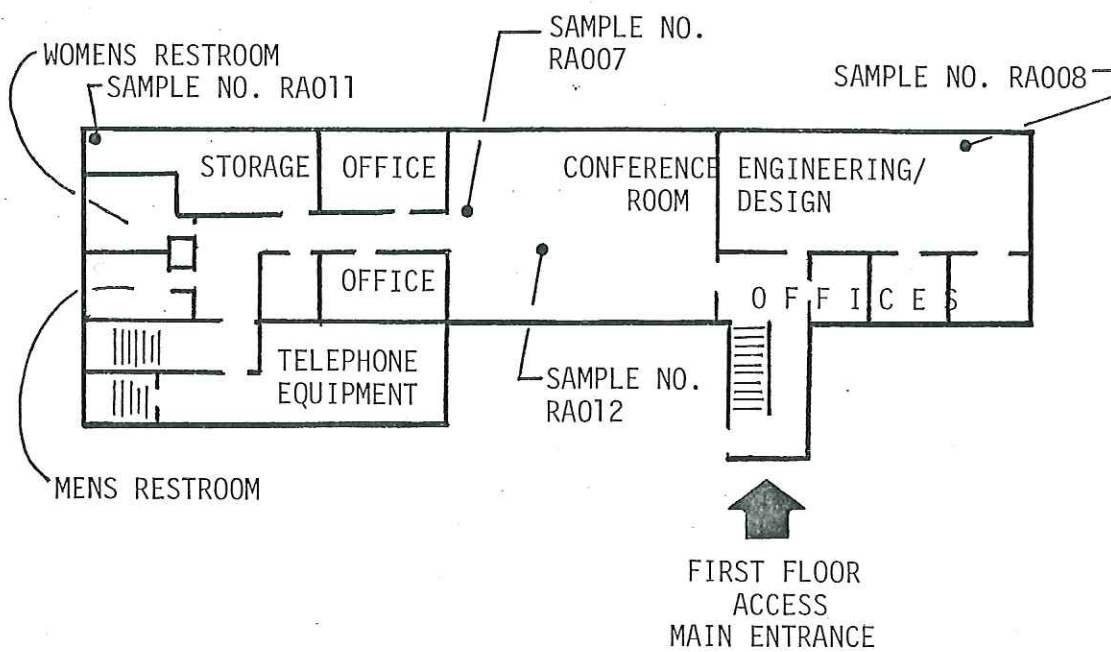 SAMPLE NO.
RA007
WOMENS RESTROOM
SAMPLE NO. RA011
SAMPLE NO. RA008
STORAGE
OFFICE
CONFERENCE
ROOM
ENGINEERING/
DESIGN
OFFICE
OFFICES
TELEPHONE
EQUIPMENT
SAMPLE NO.
RA012
MENS RESTROOM
FIRST FLOOR
ACCESS
MAIN ENTRANCE